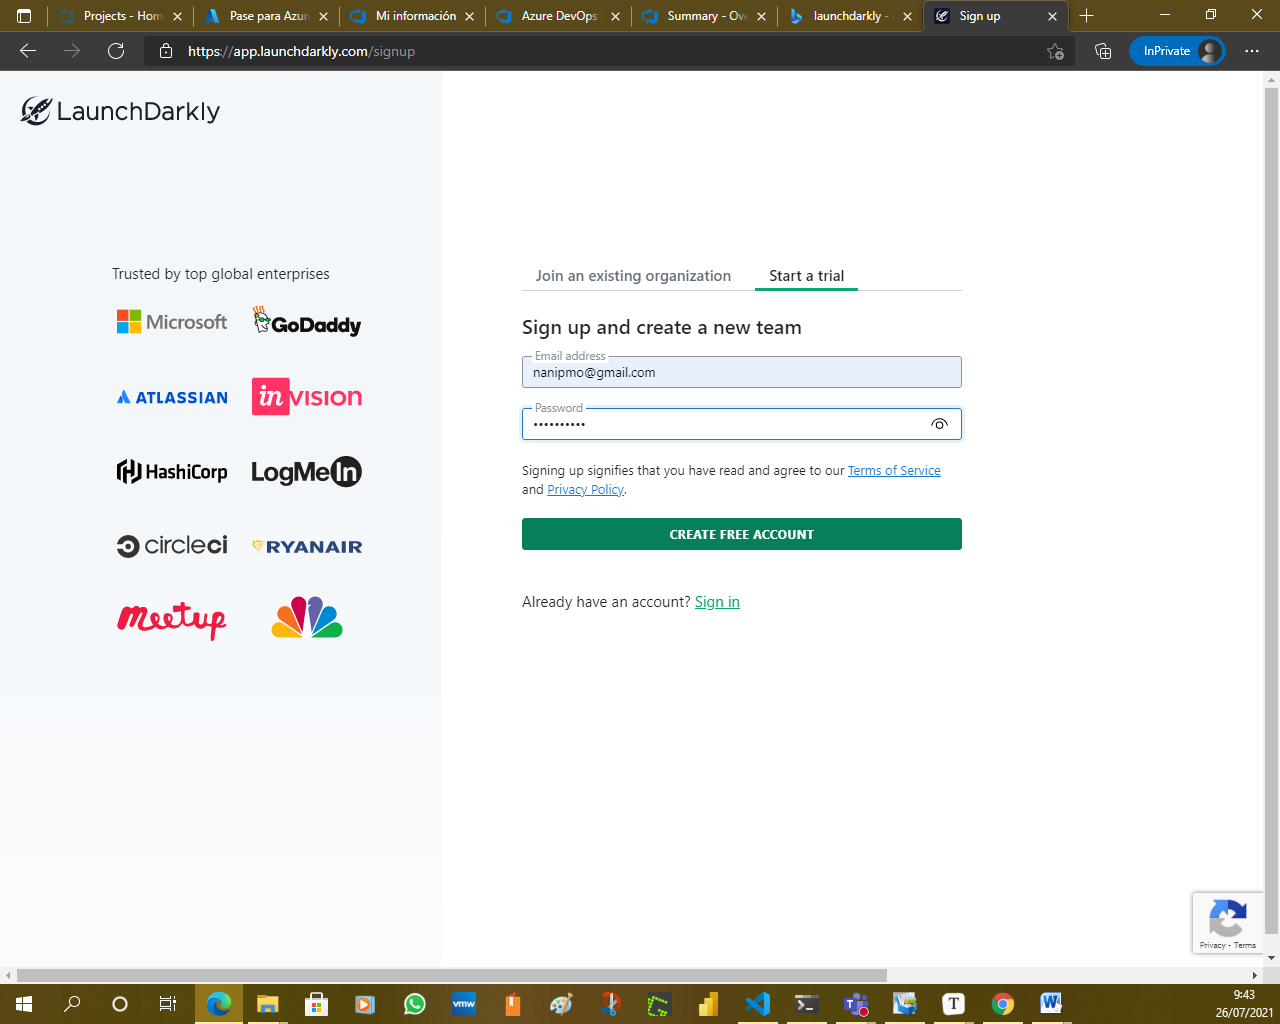 Projects - Hom
Pase para Azur
Mi información
Azure DevOps
Summary - Ove
launchdarkly -
Sign up
https://app.launchdarkly.com/signup
InPrivate
LaunchDarkly
Trusted by top global enterprises
Microsoft
GoDaddy
ATLASSIAN
inVISION
HashiCorp
LogMeIn
circleci
RYANAIR
Meetup
Join an existing organization
Start a trial
Sign up and create a new team
Email address
nanipmo@gmail.com
Password
••••••••••
Signing up signifies that you have read and agree to our Terms of Service
and Privacy Policy.
CREATE FREE ACCOUNT
Already have an account? Sign in
Privacy - Terms
vmw
T
W
9:43
26/07/2021